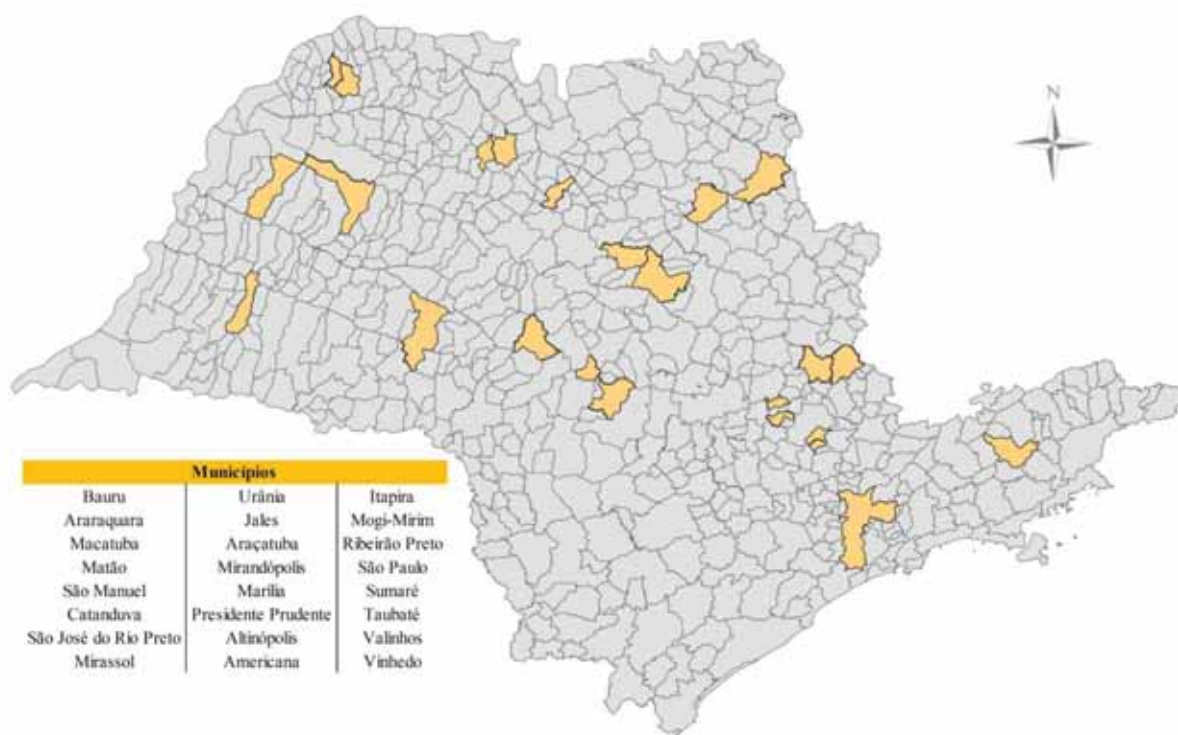 N
Municípios
Bauru Urânia Itapira
Araraquara Jales Mogi-Mirim
Macatuba Araçatuba Ribeirão Preto
Matão Mirandópolis São Paulo
São Manuel Marília Sumaré
Catanduva Presidente Prudente Taubaté
São José do Rio Preto Altinópolis Valinhos
Mirassol Americana Vinhedo